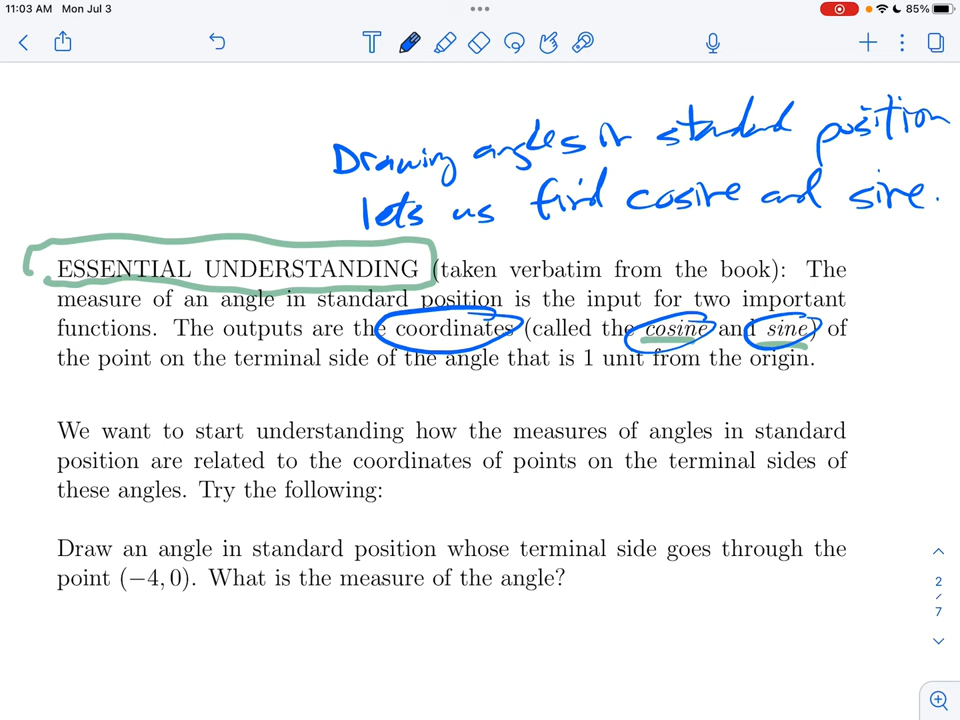 11:03 AM Mon Jul 3
85%
Drawing angles in standard position
lets us find cosine and sine.
ESSENTIAL UNDERSTANDING (taken verbatim from the book): The
measure of an angle in standard position is the input for two important
functions. The outputs are the coordinates (called the cosine and sine) of
the point on the terminal side of the angle that is 1 unit from the origin.
We want to start understanding how the measures of angles in standard
position are related to the coordinates of points on the terminal sides of
these angles. Try the following:
Draw an angle in standard position whose terminal side goes through the
point (−4, 0). What is the measure of the angle?
2
/
7